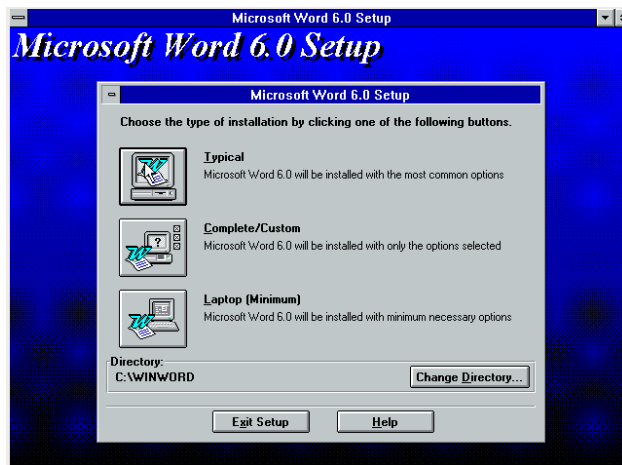 Microsoft Word 6.0 Setup
Microsoft Word 6.0 Setup
Microsoft Word 6.0 Setup
Choose the type of installation by clicking one of the following buttons.
Typical
Microsoft Word 6.0 will be installed with the most common options
Complete/Custom
Microsoft Word 6.0 will be installed with only the options selected
Laptop (Minimum)
Microsoft Word 6.0 will be installed with minimum necessary options
Directory:
C:\WINWORD
Change Directory...
Exit Setup Help